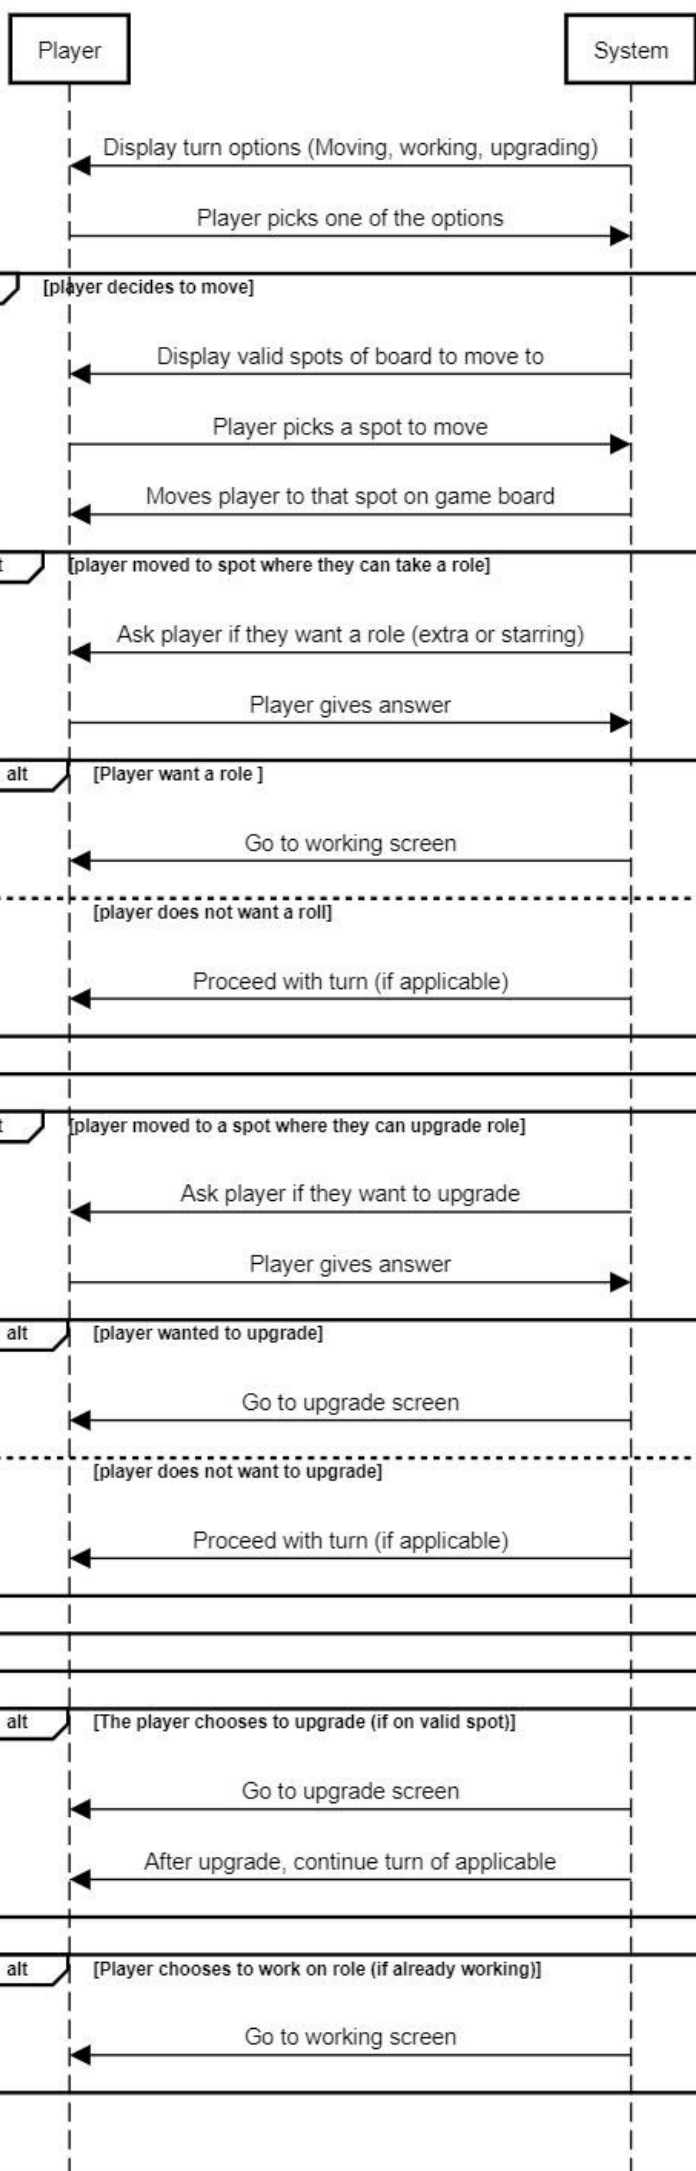 Player System
Display turn options (Moving, working, upgrading)
Player picks one of the options
[player decides to move]
Display valid spots of board to move to
Player picks a spot to move
Moves player to that spot on game board
t [player moved to spot where they can take a role]
Ask player if they want a role (extra or starring)
Player gives answer
alt [Player want a role ]
Go to working screen
[player does not want a roll]
Proceed with turn (if applicable)
t [player moved to a spot where they can upgrade role]
Ask player if they want to upgrade
Player gives answer
alt [player wanted to upgrade]
Go to upgrade screen
[player does not want to upgrade]
Proceed with turn (if applicable)
alt [The player chooses to upgrade (if on valid spot)]
Go to upgrade screen
After upgrade, continue turn of applicable
alt [Player chooses to work on role (if already working)]
Go to working screen